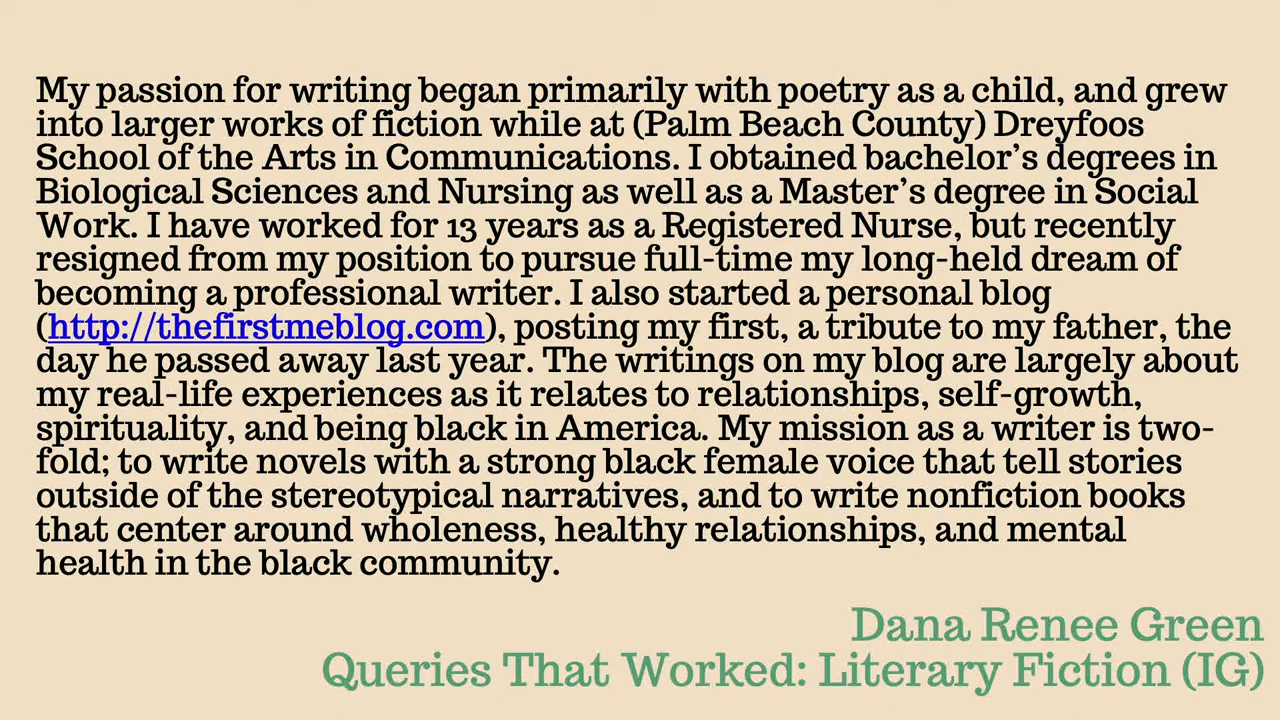 My passion for writing began primarily with poetry as a child, and grew
into larger works of fiction while at (Palm Beach County) Dreyfoos
School of the Arts in Communications. I obtained bachelor’s degrees in
Biological Sciences and Nursing as well as a Master’s degree in Social
Work. I have worked for 13 years as a Registered Nurse, but recently
resigned from my position to pursue full-time my long-held dream of
becoming a professional writer. I also started a personal blog
(http://thefirstmeblog.com), posting my first, a tribute to my father, the
day he passed away last year. The writings on my blog are largely about
my real-life experiences as it relates to relationships, self-growth,
spirituality, and being black in America. My mission as a writer is two-
fold; to write novels with a strong black female voice that tell stories
outside of the stereotypical narratives, and to write nonfiction books
that center around wholeness, healthy relationships, and mental
health in the black community.
Dana Renee Green
Queries That Worked: Literary Fiction (IG)